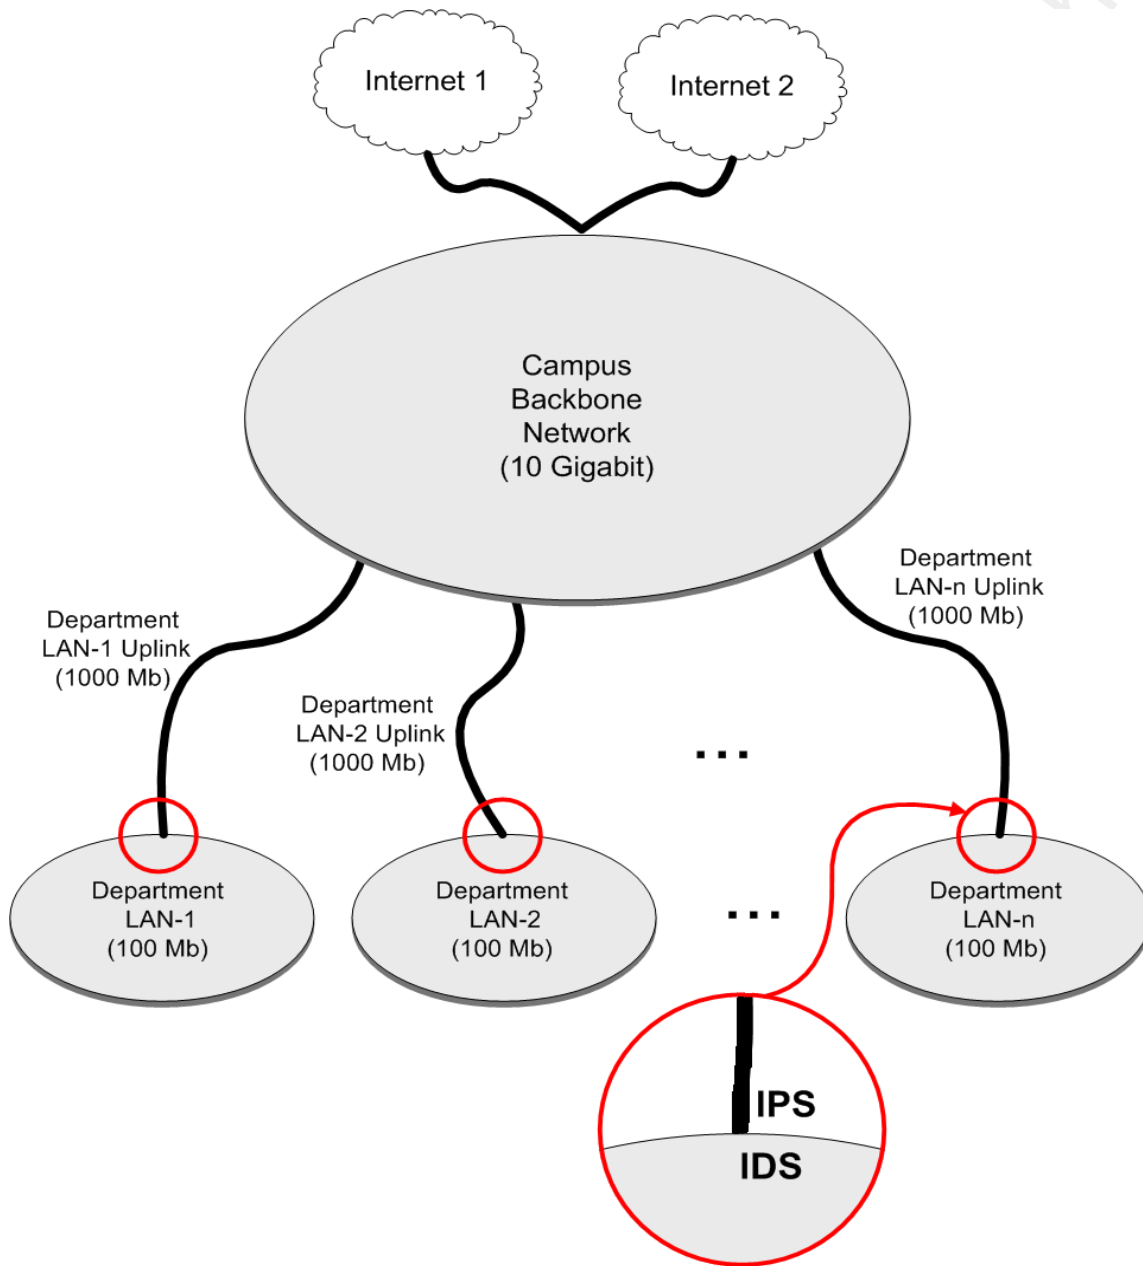 Internet 1
Internet 2
Campus
Backbone
Network
(10 Gigabit)
Department
LAN-n Uplink
(1000 Mb)
Department
LAN-1 Uplink
(1000 Mb)
Department
LAN-2 Uplink
(1000 Mb)
...
Department
LAN-1
(100 Mb)
Department
LAN-2
(100 Mb)
...
Department
LAN-n
(100 Mb)
IPS
IDS